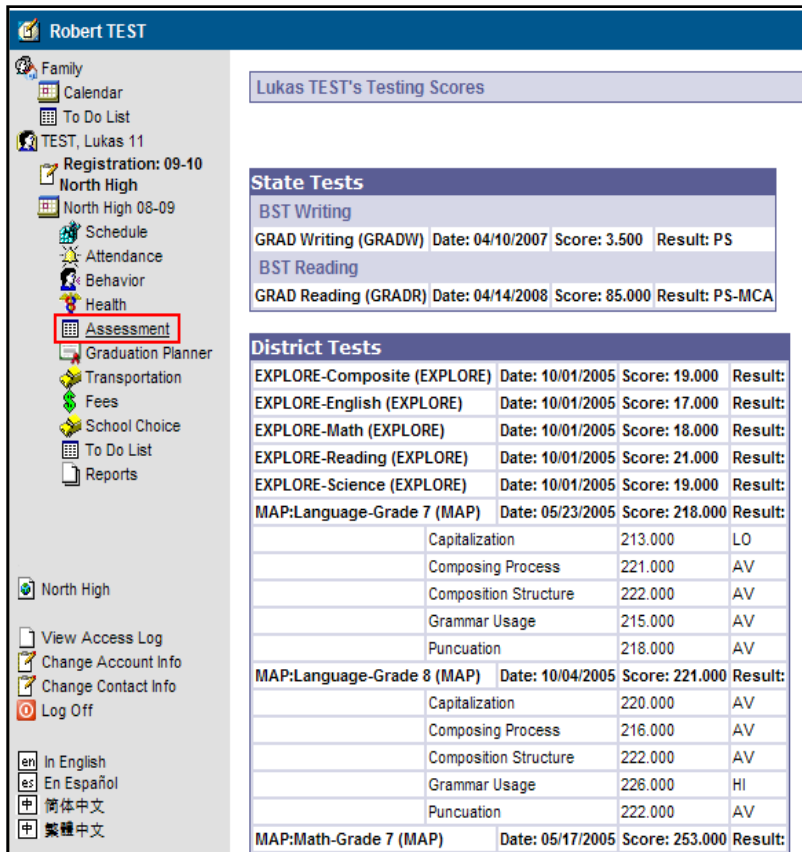 Robert TEST
Family
Calendar
To Do List
TEST, Lukas 11
Registration: 09-10
North High
North High 08-09
Schedule
Attendance
Behavior
Health
Assessment
Graduation Planner
Transportation
Fees
School Choice
To Do List
Reports
North High
View Access Log
Change Account Info
Change Contact Info
Log Off
en In English
es En Español
中 简体中文
中 繁體中文
Lukas TEST's Testing Scores
State Tests
BST Writing
GRAD Writing (GRADW) Date: 04/10/2007 Score: 3.500 Result: PS
BST Reading
GRAD Reading (GRADR) Date: 04/14/2008 Score: 85.000 Result: PS-MCA
District Tests
EXPLORE-Composite (EXPLORE) Date: 10/01/2005 Score: 19.000 Result:
EXPLORE-English (EXPLORE) Date: 10/01/2005 Score: 17.000 Result:
EXPLORE-Math (EXPLORE) Date: 10/01/2005 Score: 18.000 Result:
EXPLORE-Reading (EXPLORE) Date: 10/01/2005 Score: 21.000 Result:
EXPLORE-Science (EXPLORE) Date: 10/01/2005 Score: 19.000 Result:
MAP:Language-Grade 7 (MAP) Date: 05/23/2005 Score: 218.000 Result:
Capitalization 213.000 LO
Composing Process 221.000 AV
Composition Structure 222.000 AV
Grammar Usage 215.000 AV
Puncuation 218.000 AV
MAP:Language-Grade 8 (MAP) Date: 10/04/2005 Score: 221.000 Result:
Capitalization 220.000 AV
Composing Process 216.000 AV
Composition Structure 222.000 AV
Grammar Usage 226.000 HI
Puncuation 222.000 AV
MAP:Math-Grade 7 (MAP) Date: 05/17/2005 Score: 253.000 Result: